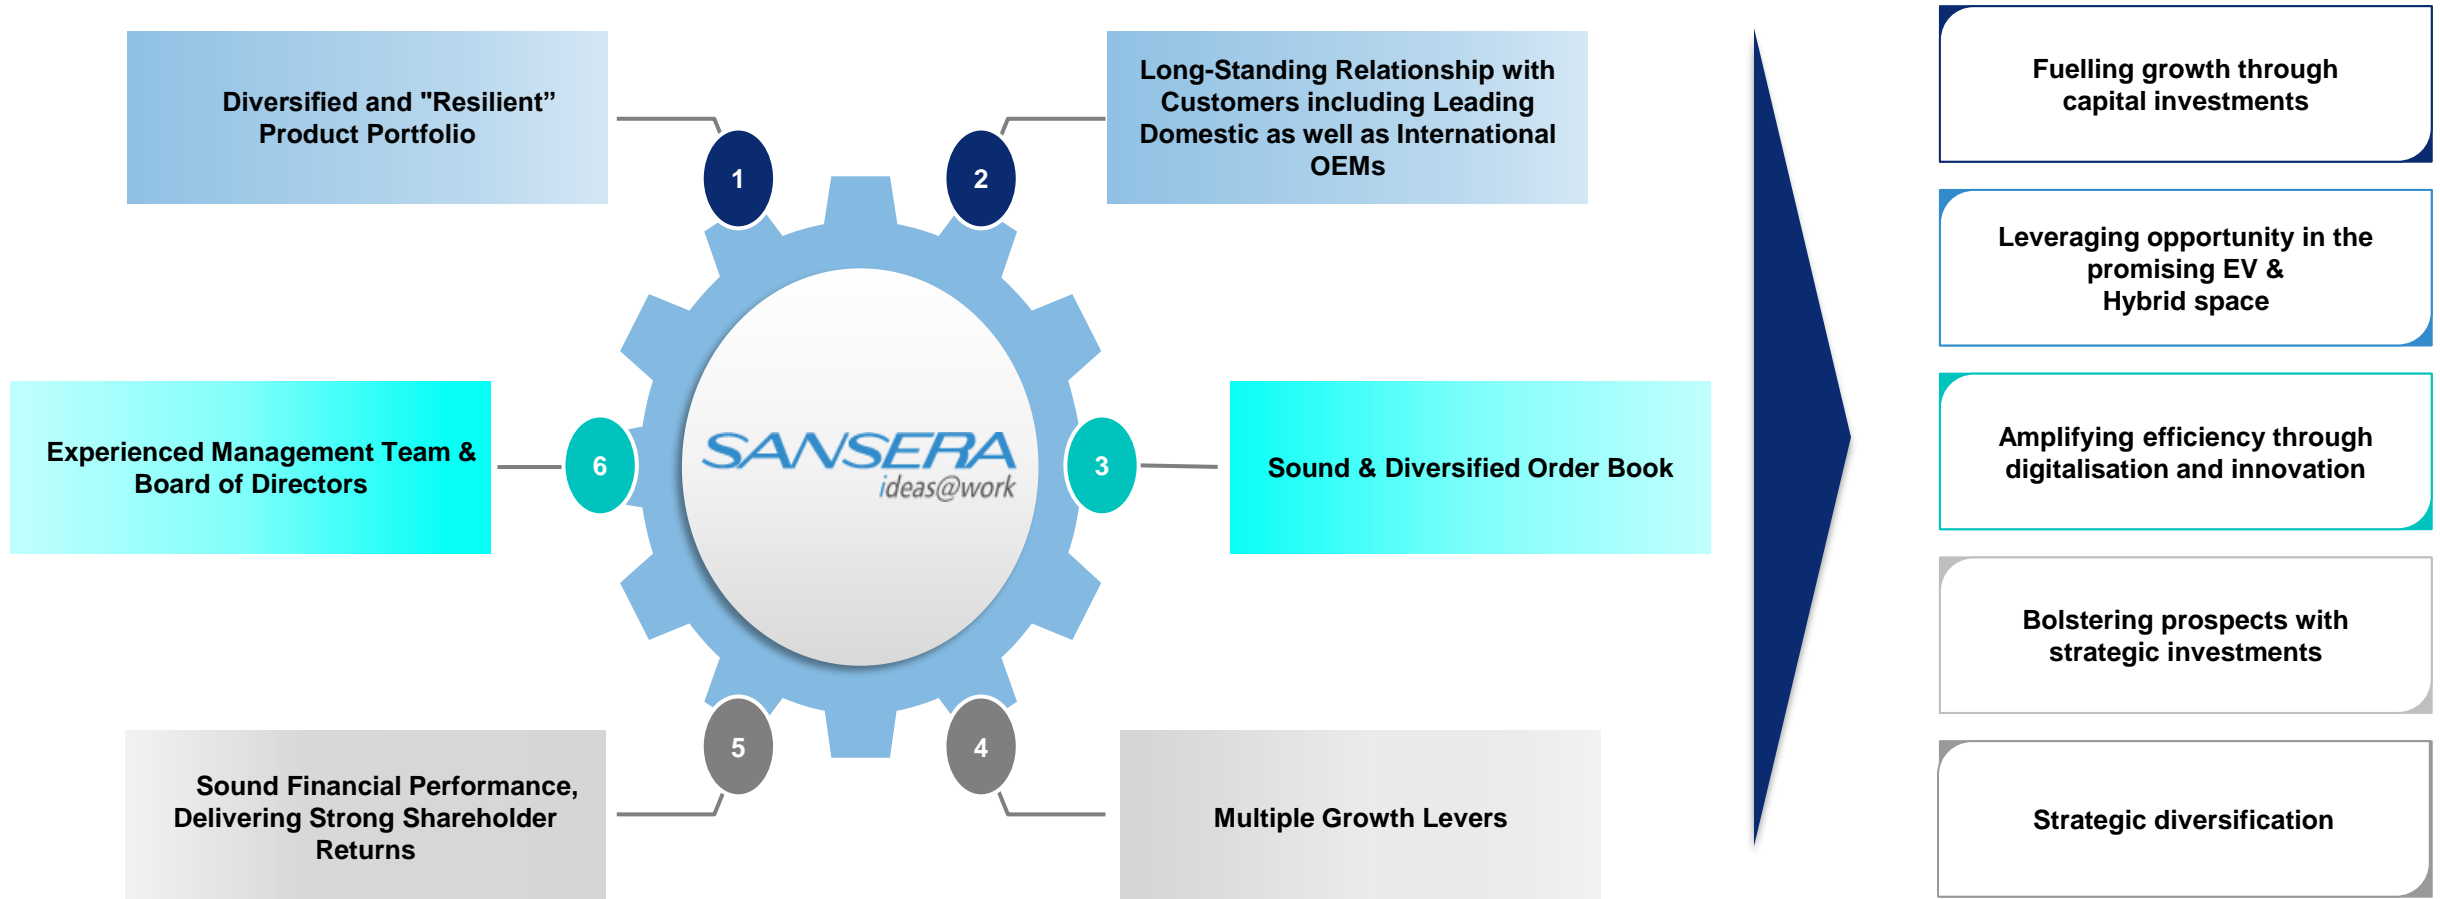 Diversified and "Resilient”
Product Portfolio
1
2
Long-Standing Relationship with
Customers including Leading
Domestic as well as International
OEMs
Experienced Management Team &
Board of Directors
6
SANSERA
ideas@work
3
Sound & Diversified Order Book
Sound Financial Performance,
Delivering Strong Shareholder
Returns
5
4
Multiple Growth Levers
Fuelling growth through
capital investments
Leveraging opportunity in the
promising EV &
Hybrid space
Amplifying efficiency through
digitalisation and innovation
Bolstering prospects with
strategic investments
Strategic diversification